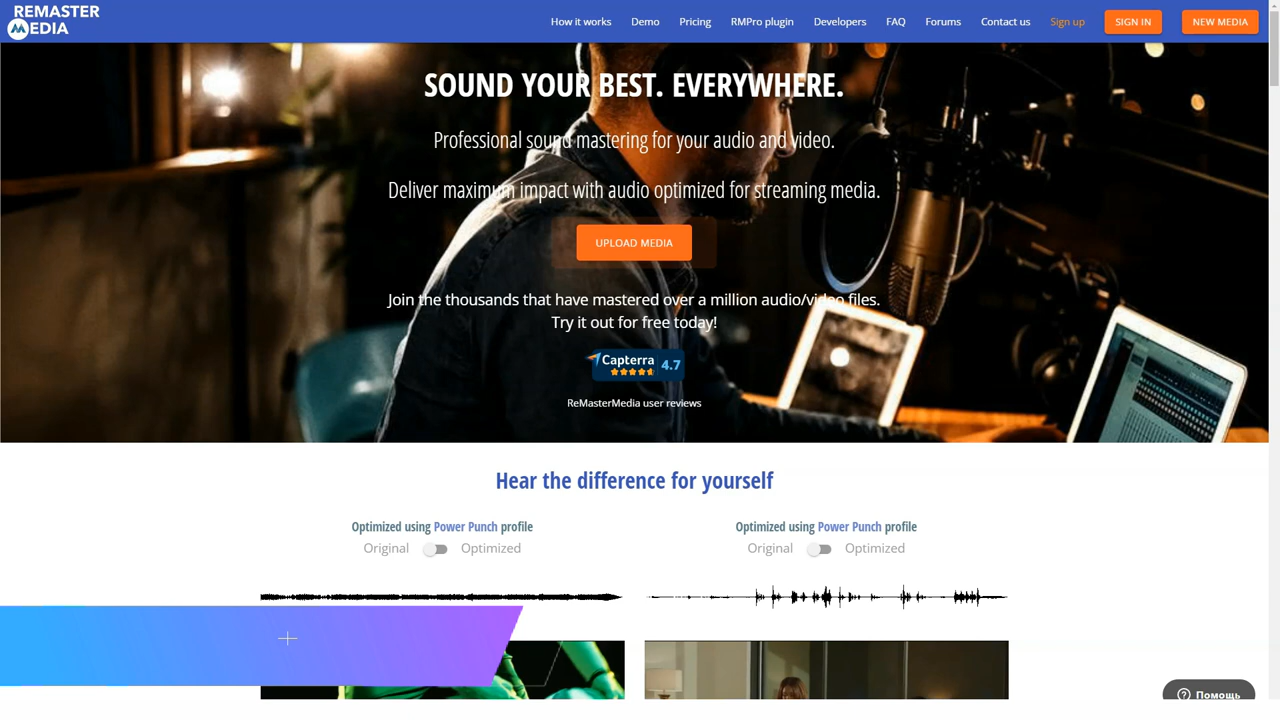 REMASTER
MEDIA
How it works
Demo
Pricing
RMPro plugin
Developers
FAQ
Forums
Contact us
Sign up
SIGN IN
NEW MEDIA
SOUND YOUR BEST. EVERYWHERE.
Professional sound mastering for your audio and video.
Deliver maximum impact with audio optimized for streaming media.
UPLOAD MEDIA
Join the thousands that have mastered over a million audio/video files.
Try it out for free today!
Capterra
4.7
ReMasterMedia user reviews
Hear the difference for yourself
Optimized using Power Punch profile
Original
Optimized
Optimized using Power Punch profile
Original
Optimized
Помощь